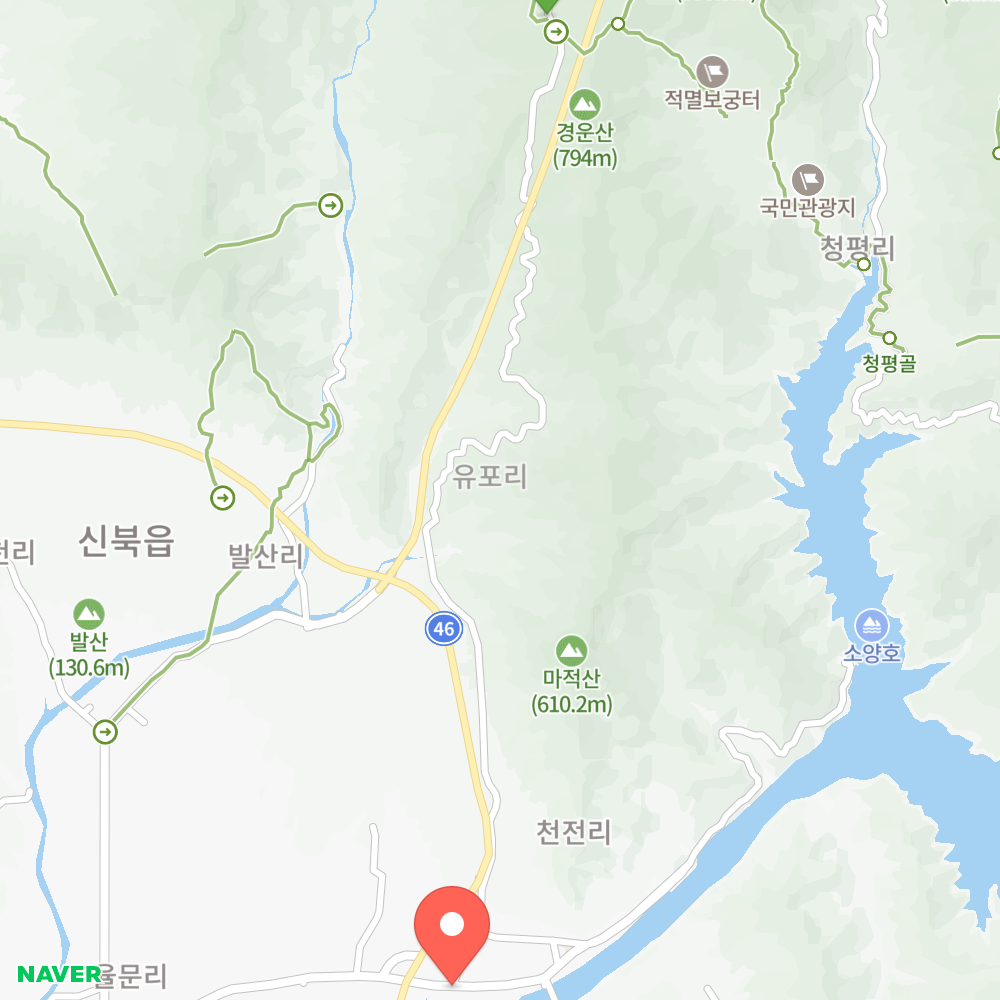 적멸보궁터
경운산
(794m)
국민관광지
청평리
청평골
유포리
신북읍
발산리
천리
발산
(130.6m)
46
소양호
마적산
(610.2m)
천전리
NAVER
율문리